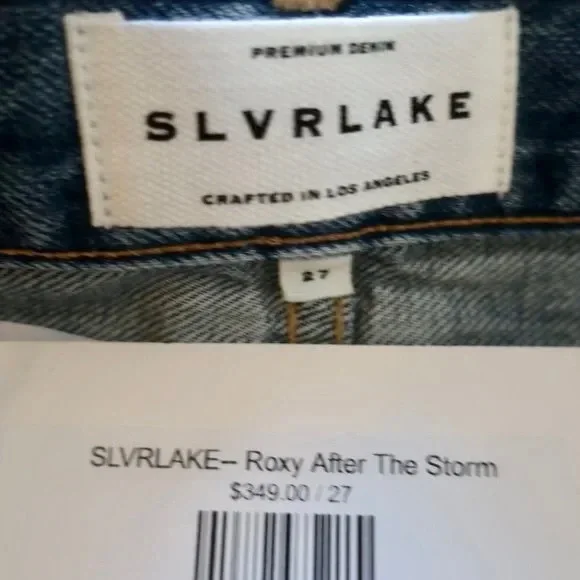 PREMIUM DENIM
SLVRLAKE
CRAFTED IN LOS ANGELES
27
SLVRLAKE-- Roxy After The Storm
$349.00 / 27